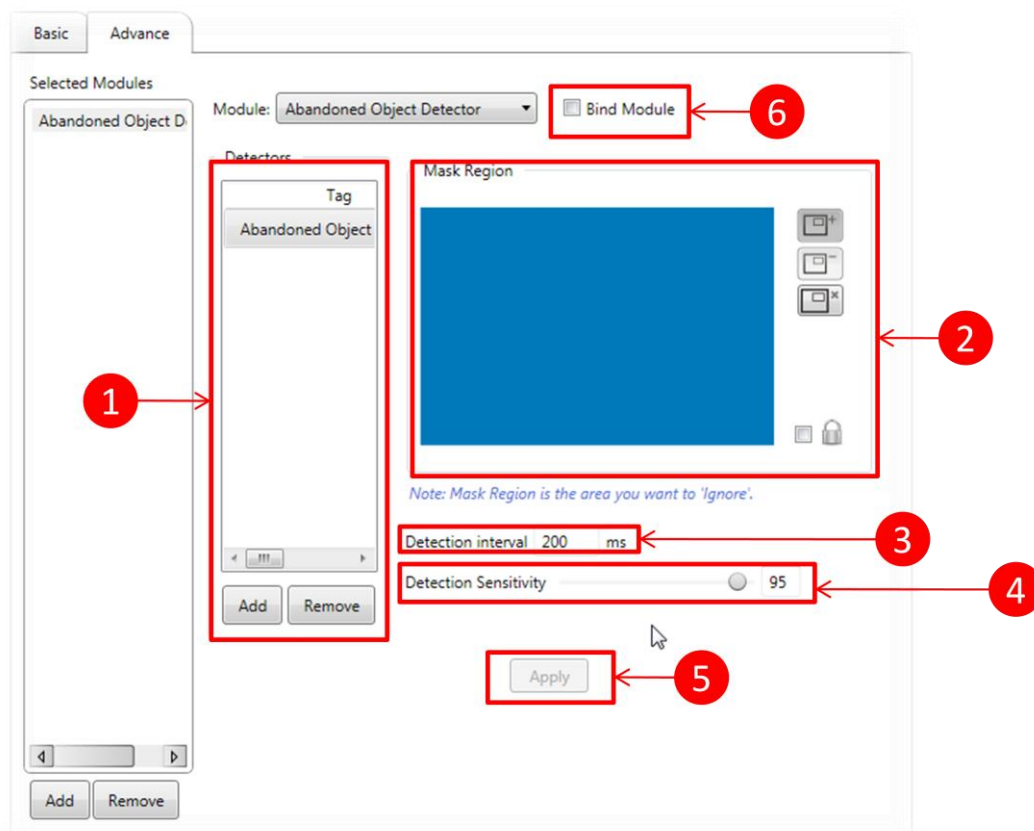 Basic
Advance
Selected Modules
Abandoned Object D
Module:
Abandoned Object Detector
Bind Module
6
Detectors
Tag
Abandoned Object
Mask Region
2
1
Note: Mask Region is the area you want to 'Ignore'.
Detection interval 200 ms
3
Detection Sensitivity 95
4
Add
Remove
Apply
5
Add
Remove